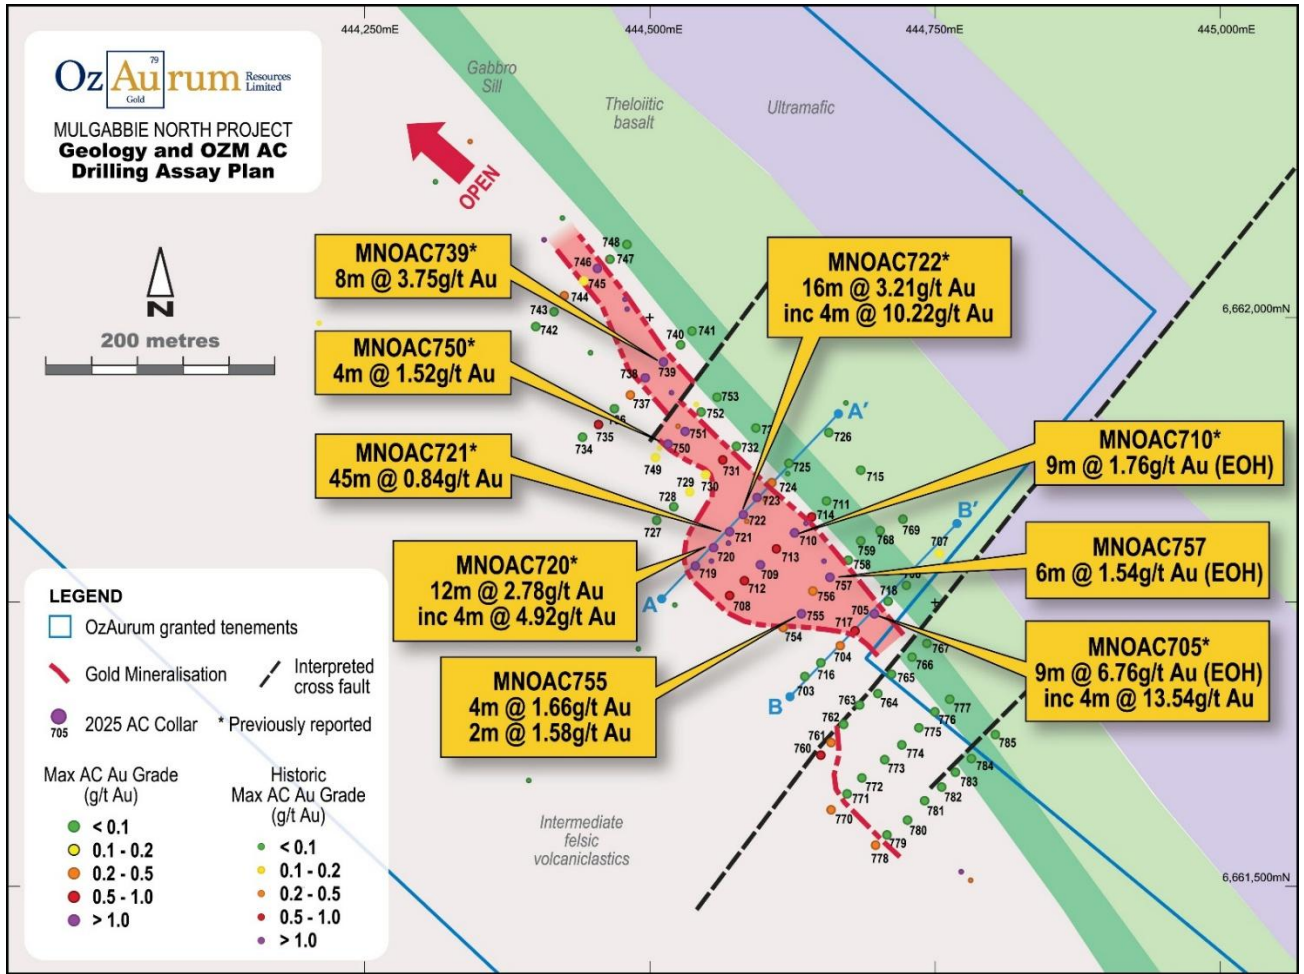 444,250mE
444,500mE
444,750mE
445,000mE
79
OzAurum Resources Limited
Gold
MULGABBIE NORTH PROJECT
Geology and OZM AC
Drilling Assay Plan
Gabbro
Sill
Theloiitic
basalt
Ultramafic
OPEN
N
200 metres
6,662,000mN
6,661,500mN
MNOAC739*
8m @ 3.75g/t Au
MNOAC722*
16m @ 3.21g/t Au
inc 4m @ 10.22g/t Au
MNOAC750*
4m @ 1.52g/t Au
MNOAC721*
45m @ 0.84g/t Au
MNOAC710*
9m @ 1.76g/t Au (EOH)
MNOAC720*
12m @ 2.78g/t Au
inc 4m @ 4.92g/t Au
MNOAC757
6m @ 1.54g/t Au (EOH)
MNOAC755
4m @ 1.66g/t Au
2m @ 1.58g/t Au
MNOAC705*
9m @ 6.76g/t Au (EOH)
inc 4m @ 13.54g/t Au
748
747
746
745
744
743
742
741
740
739
738
737
735
734
753
752
751
750
749
732
731
730
729
728
727
A'
726
725
724
723
722
721
720
719
A
715
711
714
710
713
709
712
708
769
768
759
758
757
756
755
754
B'
707
718
705
717
704
716
703
B
767
766
765
764
763
762
761
760
777
776
775
774
773
772
771
770
785
784
783
782
781
780
779
778
Intermediate
felsic
volcaniclastics
LEGEND
OzAurum granted tenements
Gold Mineralisation
Interpreted
cross fault
705
2025 AC Collar
* Previously reported
Max AC Au Grade
(g/t Au)
< 0.1
0.1 - 0.2
0.2 - 0.5
0.5 - 1.0
> 1.0
Historic
Max AC Au Grade
(g/t Au)
< 0.1
0.1 - 0.2
0.2 - 0.5
0.5 - 1.0
> 1.0